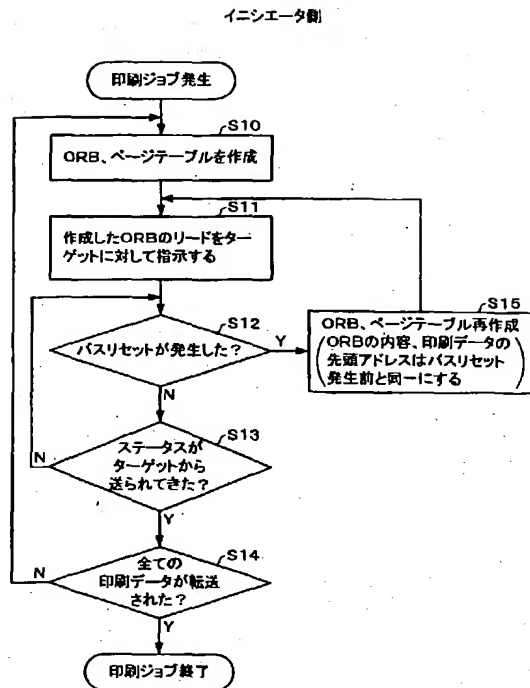 イニシエータ側
印刷ジョブ発生
S10
ORB、ページテーブルを作成
S11
作成したORBのリードをター
ゲットに対して指示する
S12
バスリセットが発生した?
Y
N
S15
ORB、ページテーブル再作成
(ORBの内容、印刷データの
先頭アドレスはバスリセット
発生前と同一にする)
S13
ステータスが
ターゲットから
送られてきた?
N
Y
S14
全ての
印刷データが転送
された?
N
Y
印刷ジョブ終了